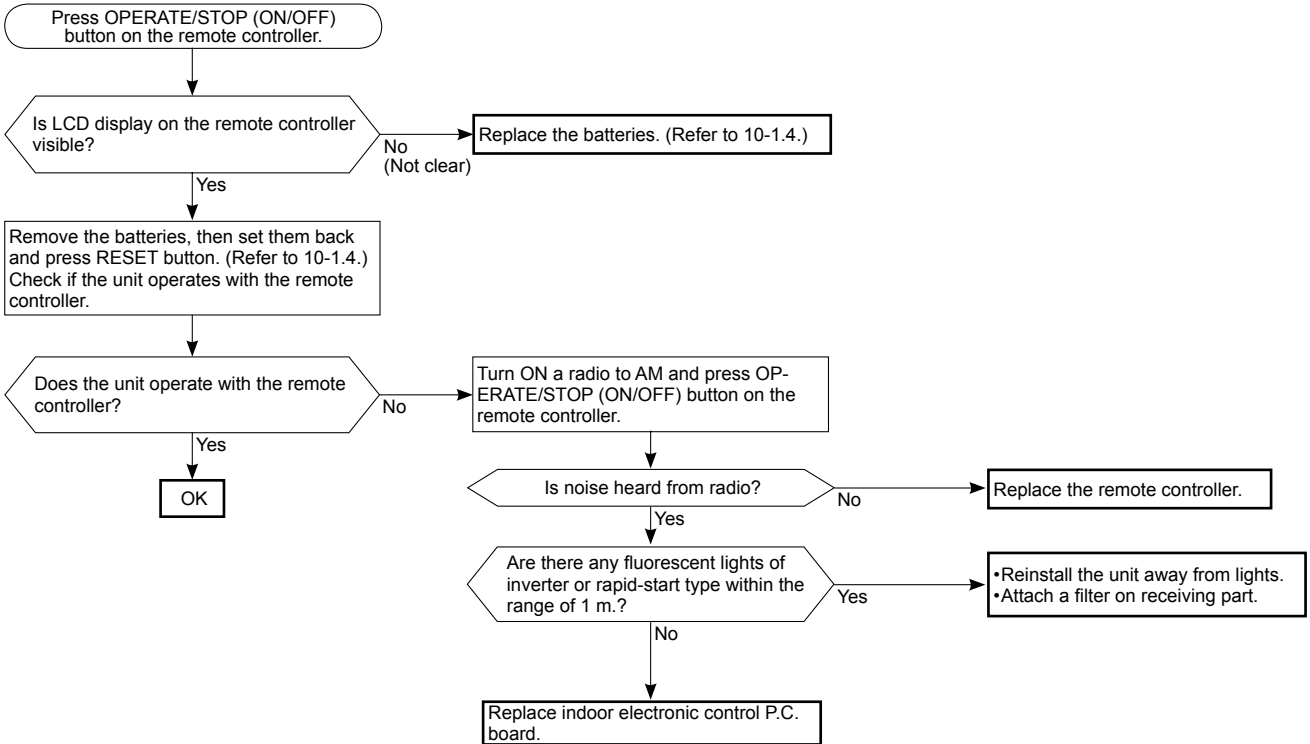 Press OPERATE/STOP (ON/OFF)
button on the remote controller.
Is LCD display on the remote controller
visible?
No
(Not clear)
Replace the batteries. (Refer to 10-1.4.)
Yes
Remove the batteries, then set them back
and press RESET button. (Refer to 10-1.4.)
Check if the unit operates with the remote
controller.
Does the unit operate with the remote
controller?
No
Turn ON a radio to AM and press OP-
ERATE/STOP (ON/OFF) button on the
remote controller.
Yes
OK
Is noise heard from radio?
No
Replace the remote controller.
Yes
Are there any fluorescent lights of
inverter or rapid-start type within the
range of 1 m.?
Yes
•Reinstall the unit away from lights.
•Attach a filter on receiving part.
No
Replace indoor electronic control P.C.
board.